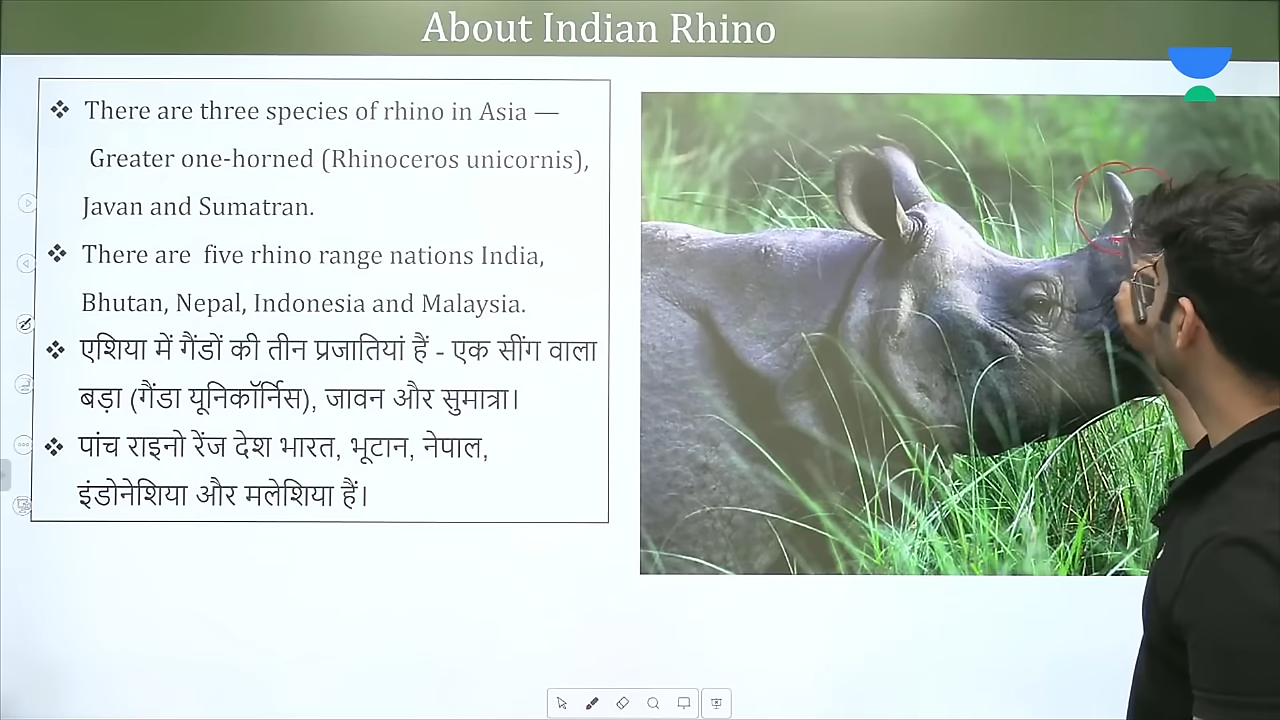 About Indian Rhino
❖ There are three species of rhino in Asia —
Greater one-horned (Rhinoceros unicornis),
Javan and Sumatran.
❖ There are five rhino range nations India,
Bhutan, Nepal, Indonesia and Malaysia.
❖ एशिया में गैंडों की तीन प्रजातियां हैं - एक सींग वाला
बड़ा (गैंडा यूनिकॉर्निस), जावन और सुमात्रा।
❖ पांच राइनो रेंज देश भारत, भूटान, नेपाल,
इंडोनेशिया और मलेशिया हैं।